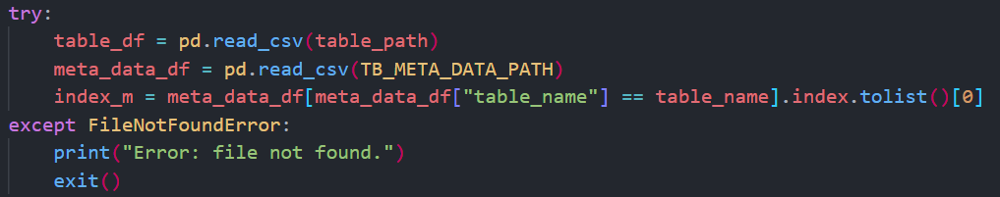 try:
    table_df = pd.read_csv(table_path)
    meta_data_df = pd.read_csv(TB_META_DATA_PATH)
    index_m = meta_data_df[meta_data_df["table_name"] == table_name].index.tolist()[0]
except FileNotFoundError:
    print("Error: file not found.")
    exit()